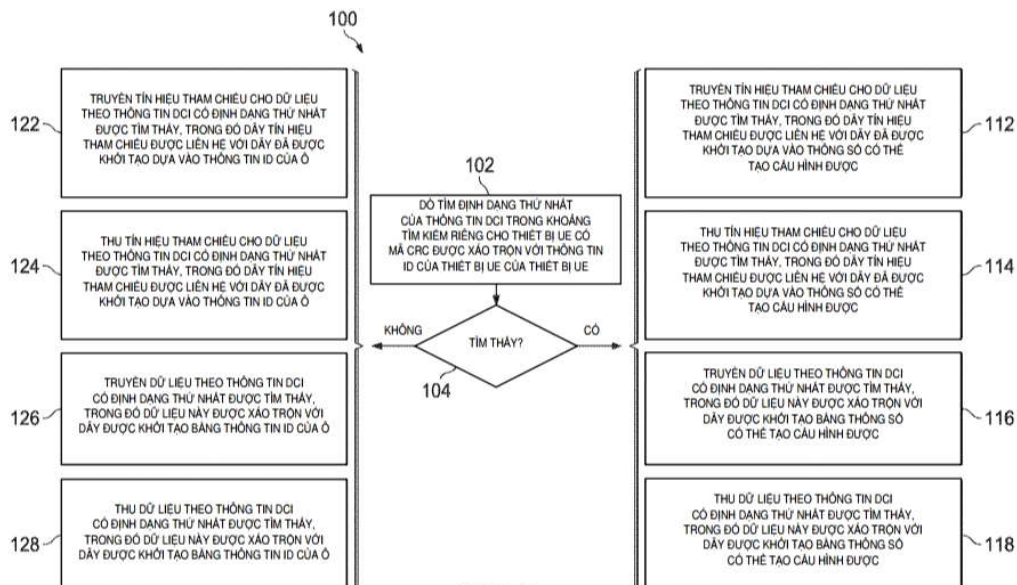 100
122
TRUYỀN TÍN HIỆU THAM CHIẾU CHO DỮ LIỆU
THEO THÔNG TIN DCI CÓ ĐỊNH DẠNG THỨ NHẤT
ĐƯỢC TÌM THẤY, TRONG ĐÓ DÃY TÍN HIỆU
THAM CHIẾU ĐƯỢC LIÊN HỆ VỚI DÃY ĐÃ ĐƯỢC
KHỞI TẠO DỰA VÀO THÔNG TIN ID CỦA Ô
124
THU TÍN HIỆU THAM CHIẾU CHO DỮ LIỆU
THEO THÔNG TIN DCI CÓ ĐỊNH DẠNG THỨ NHẤT
ĐƯỢC TÌM THẤY, TRONG ĐÓ DÃY TÍN HIỆU
THAM CHIẾU ĐƯỢC LIÊN HỆ VỚI DÃY ĐÃ ĐƯỢC
KHỞI TẠO DỰA VÀO THÔNG TIN ID CỦA Ô
126
TRUYỀN DỮ LIỆU THEO THÔNG TIN DCI
CÓ ĐỊNH DẠNG THỨ NHẤT ĐƯỢC TÌM THẤY,
TRONG ĐÓ DỮ LIỆU NÀY ĐƯỢC XÁO TRỘN VỚI
DÃY ĐƯỢC KHỞI TẠO BẰNG THÔNG TIN ID CỦA Ô
128
THU DỮ LIỆU THEO THÔNG TIN DCI
CÓ ĐỊNH DẠNG THỨ NHẤT ĐƯỢC TÌM THẤY,
TRONG ĐÓ DỮ LIỆU NÀY ĐƯỢC XÁO TRỘN VỚI
DÃY ĐƯỢC KHỞI TẠO BẰNG THÔNG TIN ID CỦA Ô
102
DÒ TÌM ĐỊNH DẠNG THỨ NHẤT
CỦA THÔNG TIN DCI TRONG KHOẢNG
TÌM KIẾM RIÊNG CHO THIẾT BỊ UE CÓ
MÃ CRC ĐƯỢC XÁO TRỘN VỚI THÔNG TIN
ID CỦA THIẾT BỊ UE CỦA THIẾT BỊ UE
KHÔNG
TÌM THẤY?
CÓ
104
TRUYỀN TÍN HIỆU THAM CHIẾU CHO DỮ LIỆU
THEO THÔNG TIN DCI CÓ ĐỊNH DẠNG THỨ NHẤT
ĐƯỢC TÌM THẤY, TRONG ĐÓ DÃY TÍN HIỆU
THAM CHIẾU ĐƯỢC LIÊN HỆ VỚI DÃY ĐÃ ĐƯỢC
KHỞI TẠO DỰA VÀO THÔNG SỐ CÓ THỂ
TẠO CẤU HÌNH ĐƯỢC
112
THU TÍN HIỆU THAM CHIẾU CHO DỮ LIỆU
THEO THÔNG TIN DCI CÓ ĐỊNH DẠNG THỨ NHẤT
ĐƯỢC TÌM THẤY, TRONG ĐÓ DÃY TÍN HIỆU
THAM CHIẾU ĐƯỢC LIÊN HỆ VỚI DÃY ĐÃ ĐƯỢC
KHỞI TẠO DỰA VÀO THÔNG SỐ CÓ THỂ
TẠO CẤU HÌNH ĐƯỢC
114
TRUYỀN DỮ LIỆU THEO THÔNG TIN DCI
CÓ ĐỊNH DẠNG THỨ NHẤT ĐƯỢC TÌM THẤY,
TRONG ĐÓ DỮ LIỆU NÀY ĐƯỢC XÁO TRỘN VỚI
DÃY ĐƯỢC KHỞI TẠO BẰNG THÔNG SỐ
CÓ THỂ TẠO CẤU HÌNH ĐƯỢC
116
THU DỮ LIỆU THEO THÔNG TIN DCI
CÓ ĐỊNH DẠNG THỨ NHẤT ĐƯỢC TÌM THẤY,
TRONG ĐÓ DỮ LIỆU NÀY ĐƯỢC XÁO TRỘN VỚI
DÃY ĐƯỢC KHỞI TẠO BẰNG THÔNG SỐ
CÓ THỂ TẠO CẤU HÌNH ĐƯỢC
118